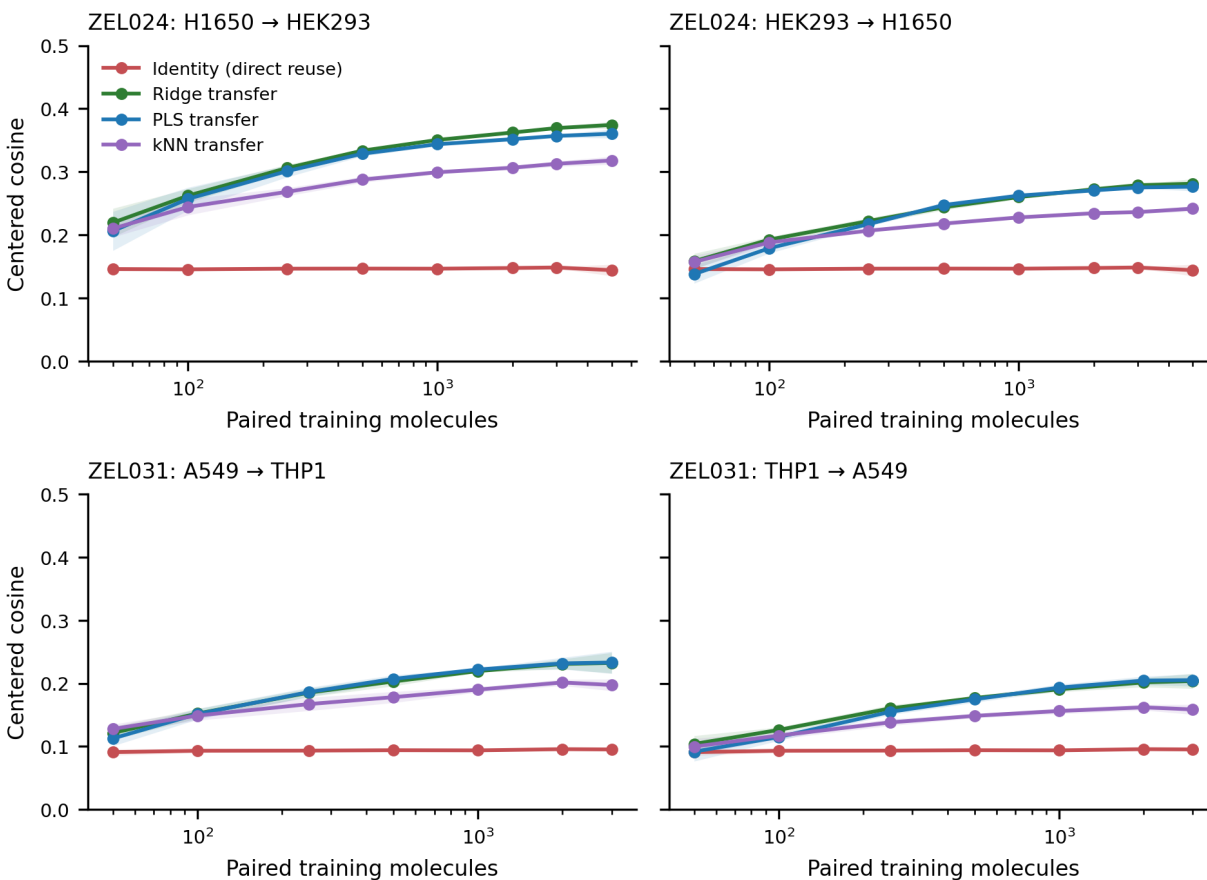 ZEL024: H1650 → HEK293
ZEL024: HEK293 → H1650
0.5
0.4
0.3
0.2
0.1
0.0
Centered cosine
Identity (direct reuse)
Ridge transfer
PLS transfer
kNN transfer
10²
10³
10²
10³
Paired training molecules
Paired training molecules
ZEL031: A549 → THP1
ZEL031: THP1 → A549
0.5
0.4
0.3
0.2
0.1
0.0
Centered cosine
10²
10³
10²
10³
Paired training molecules
Paired training molecules